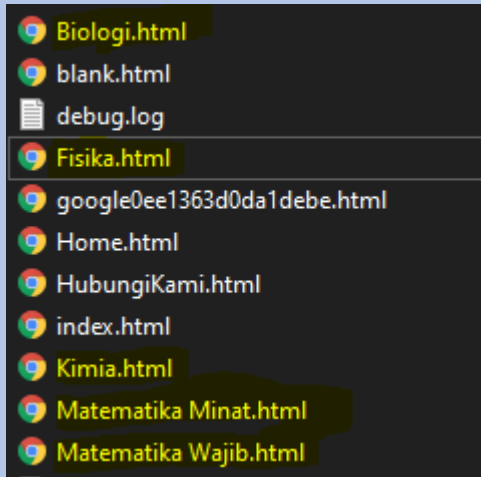 Biologi.html
blank.html
debug.log
Fisika.html
google0ee1363d0da1debe.html
Home.html
HubungiKami.html
index.html
Kimia.html
Matematika Minat.html
Matematika Wajib.html